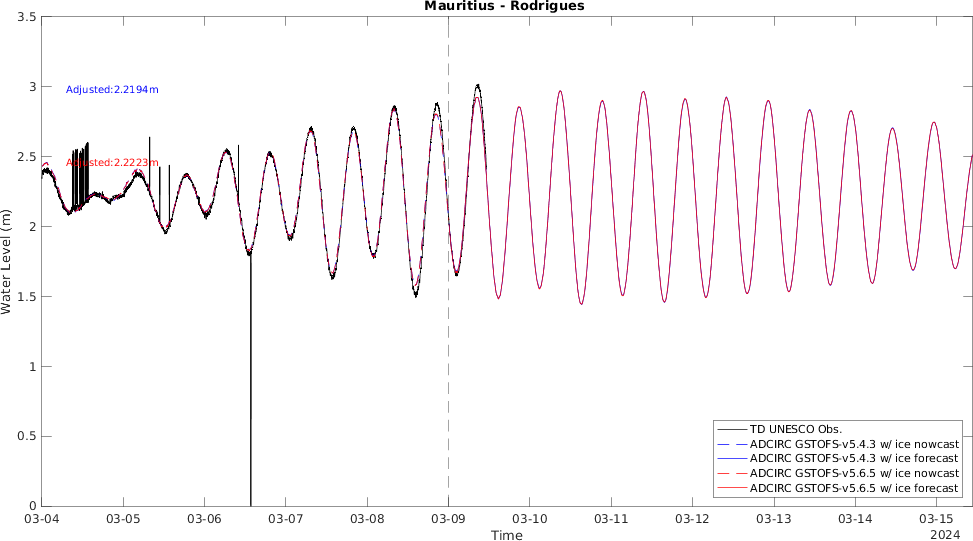 Mauritius - Rodrigues
3.5
3
2.5
2
1.5
1
0.5
0
Water Level (m)
Adjusted:2.2194m
Adjusted:2.2223m
TD UNESCO Obs.
ADCIRC GSTOFS-v5.4.3 w/ ice nowcast
ADCIRC GSTOFS-v5.4.3 w/ ice forecast
ADCIRC GSTOFS-v5.6.5 w/ ice nowcast
ADCIRC GSTOFS-v5.6.5 w/ ice forecast
03-04 03-05 03-06 03-07 03-08 03-09 03-10 03-11 03-12 03-13 03-14 03-15
Time
2024